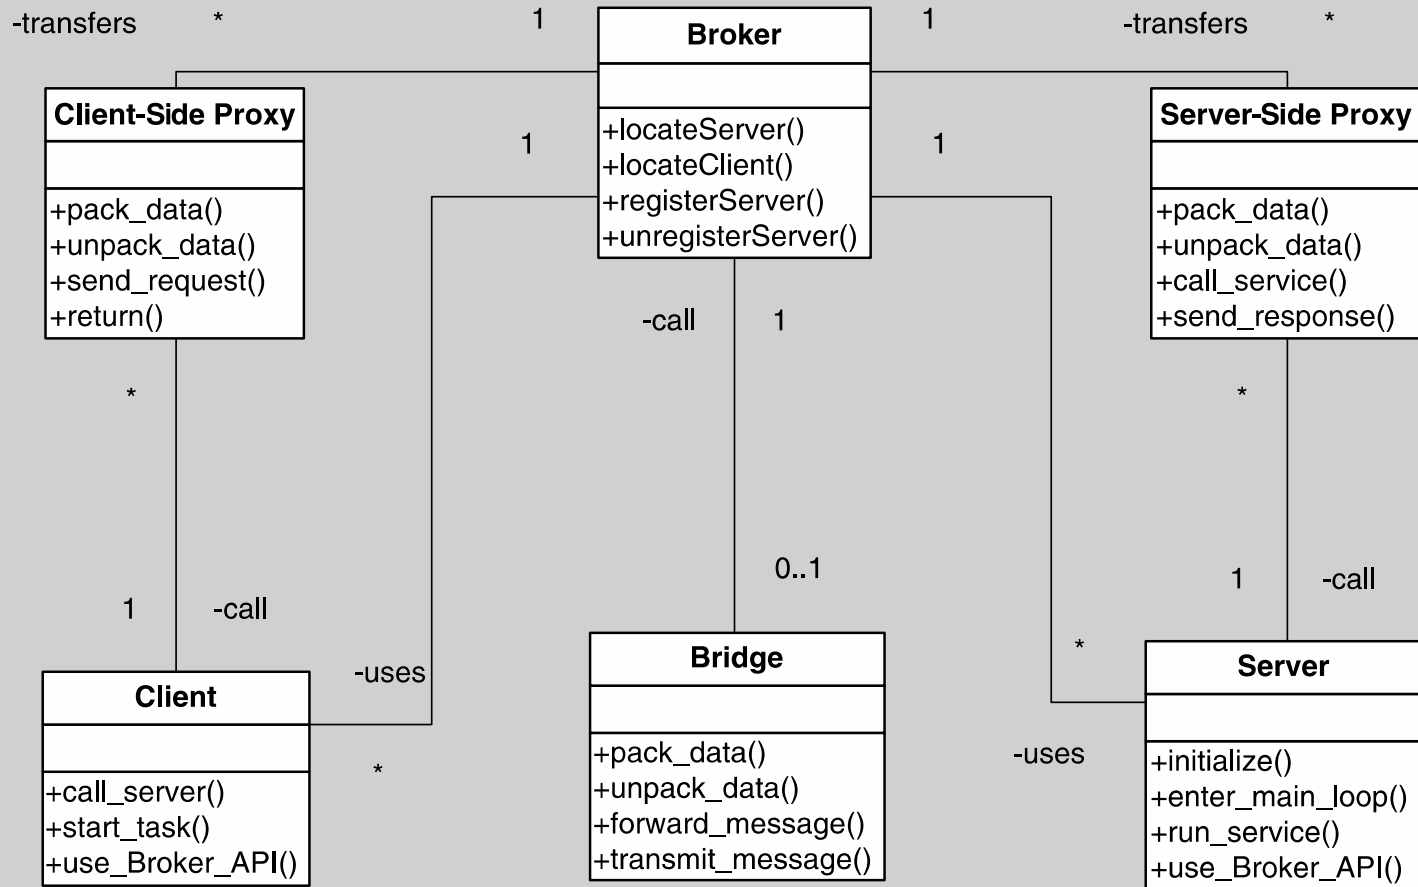 -transfers * 1 Broker 1 -transfers *
Client-Side Proxy
+pack_data()
+unpack_data()
+send_request()
+return()
1
+locateServer()
+locateClient()
+registerServer()
+unregisterServer()
1
Server-Side Proxy
+pack_data()
+unpack_data()
+call_service()
+send_response()
-call 1
*
*
0..1
1 -call
1 -call
-uses
*
Client
+call_server()
+start_task()
+use_Broker_API()
*
Bridge
+pack_data()
+unpack_data()
+forward_message()
+transmit_message()
-uses
Server
+initialize()
+enter_main_loop()
+run_service()
+use_Broker_API()